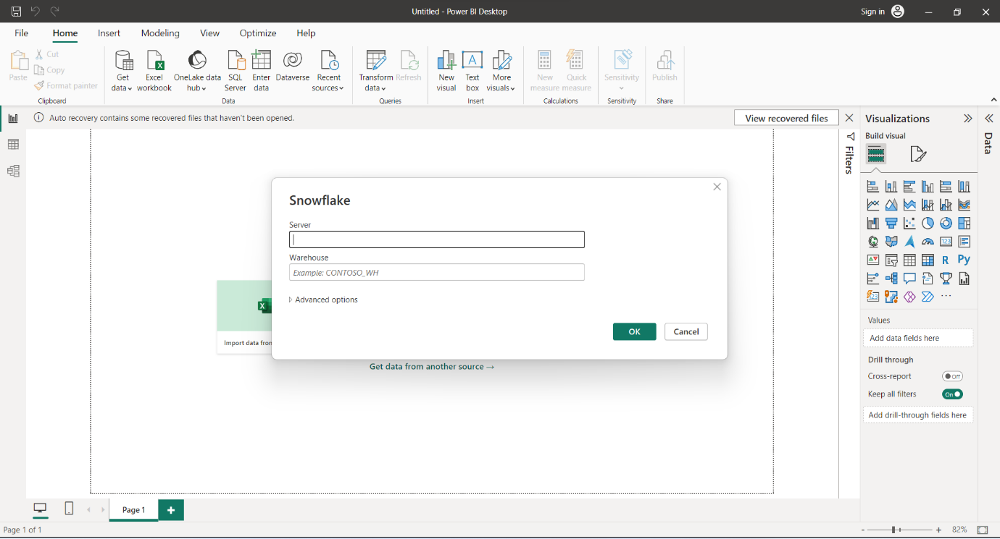 Untitled - Power BI Desktop
Sign in
File Home Insert Modeling View Optimize Help
Paste
Cut
Copy
Format painter
Clipboard
Get data
Excel workbook
OneLake data hub
SQL Server
Enter data
Dataverse
Recent sources
Data
Transform data
Refresh
Queries
New visual
Text box
More visuals
Insert
New measure
Quick measure
Calculations
Sensitivity
Sensitivity
Publish
Share
Auto recovery contains some recovered files that haven't been opened.
View recovered files
Snowflake
Server
Warehouse
Example: CONTOSO_WH
Advanced options
OK
Cancel
Import data from
Get data from another source →
Filters
Visualizations
Build visual
123
R
Py
123
Values
Add data fields here
Drill through
Cross-report
Off
Keep all filters
On
Add drill-through fields here
Data
Page 1
Page 1 of 1
82%